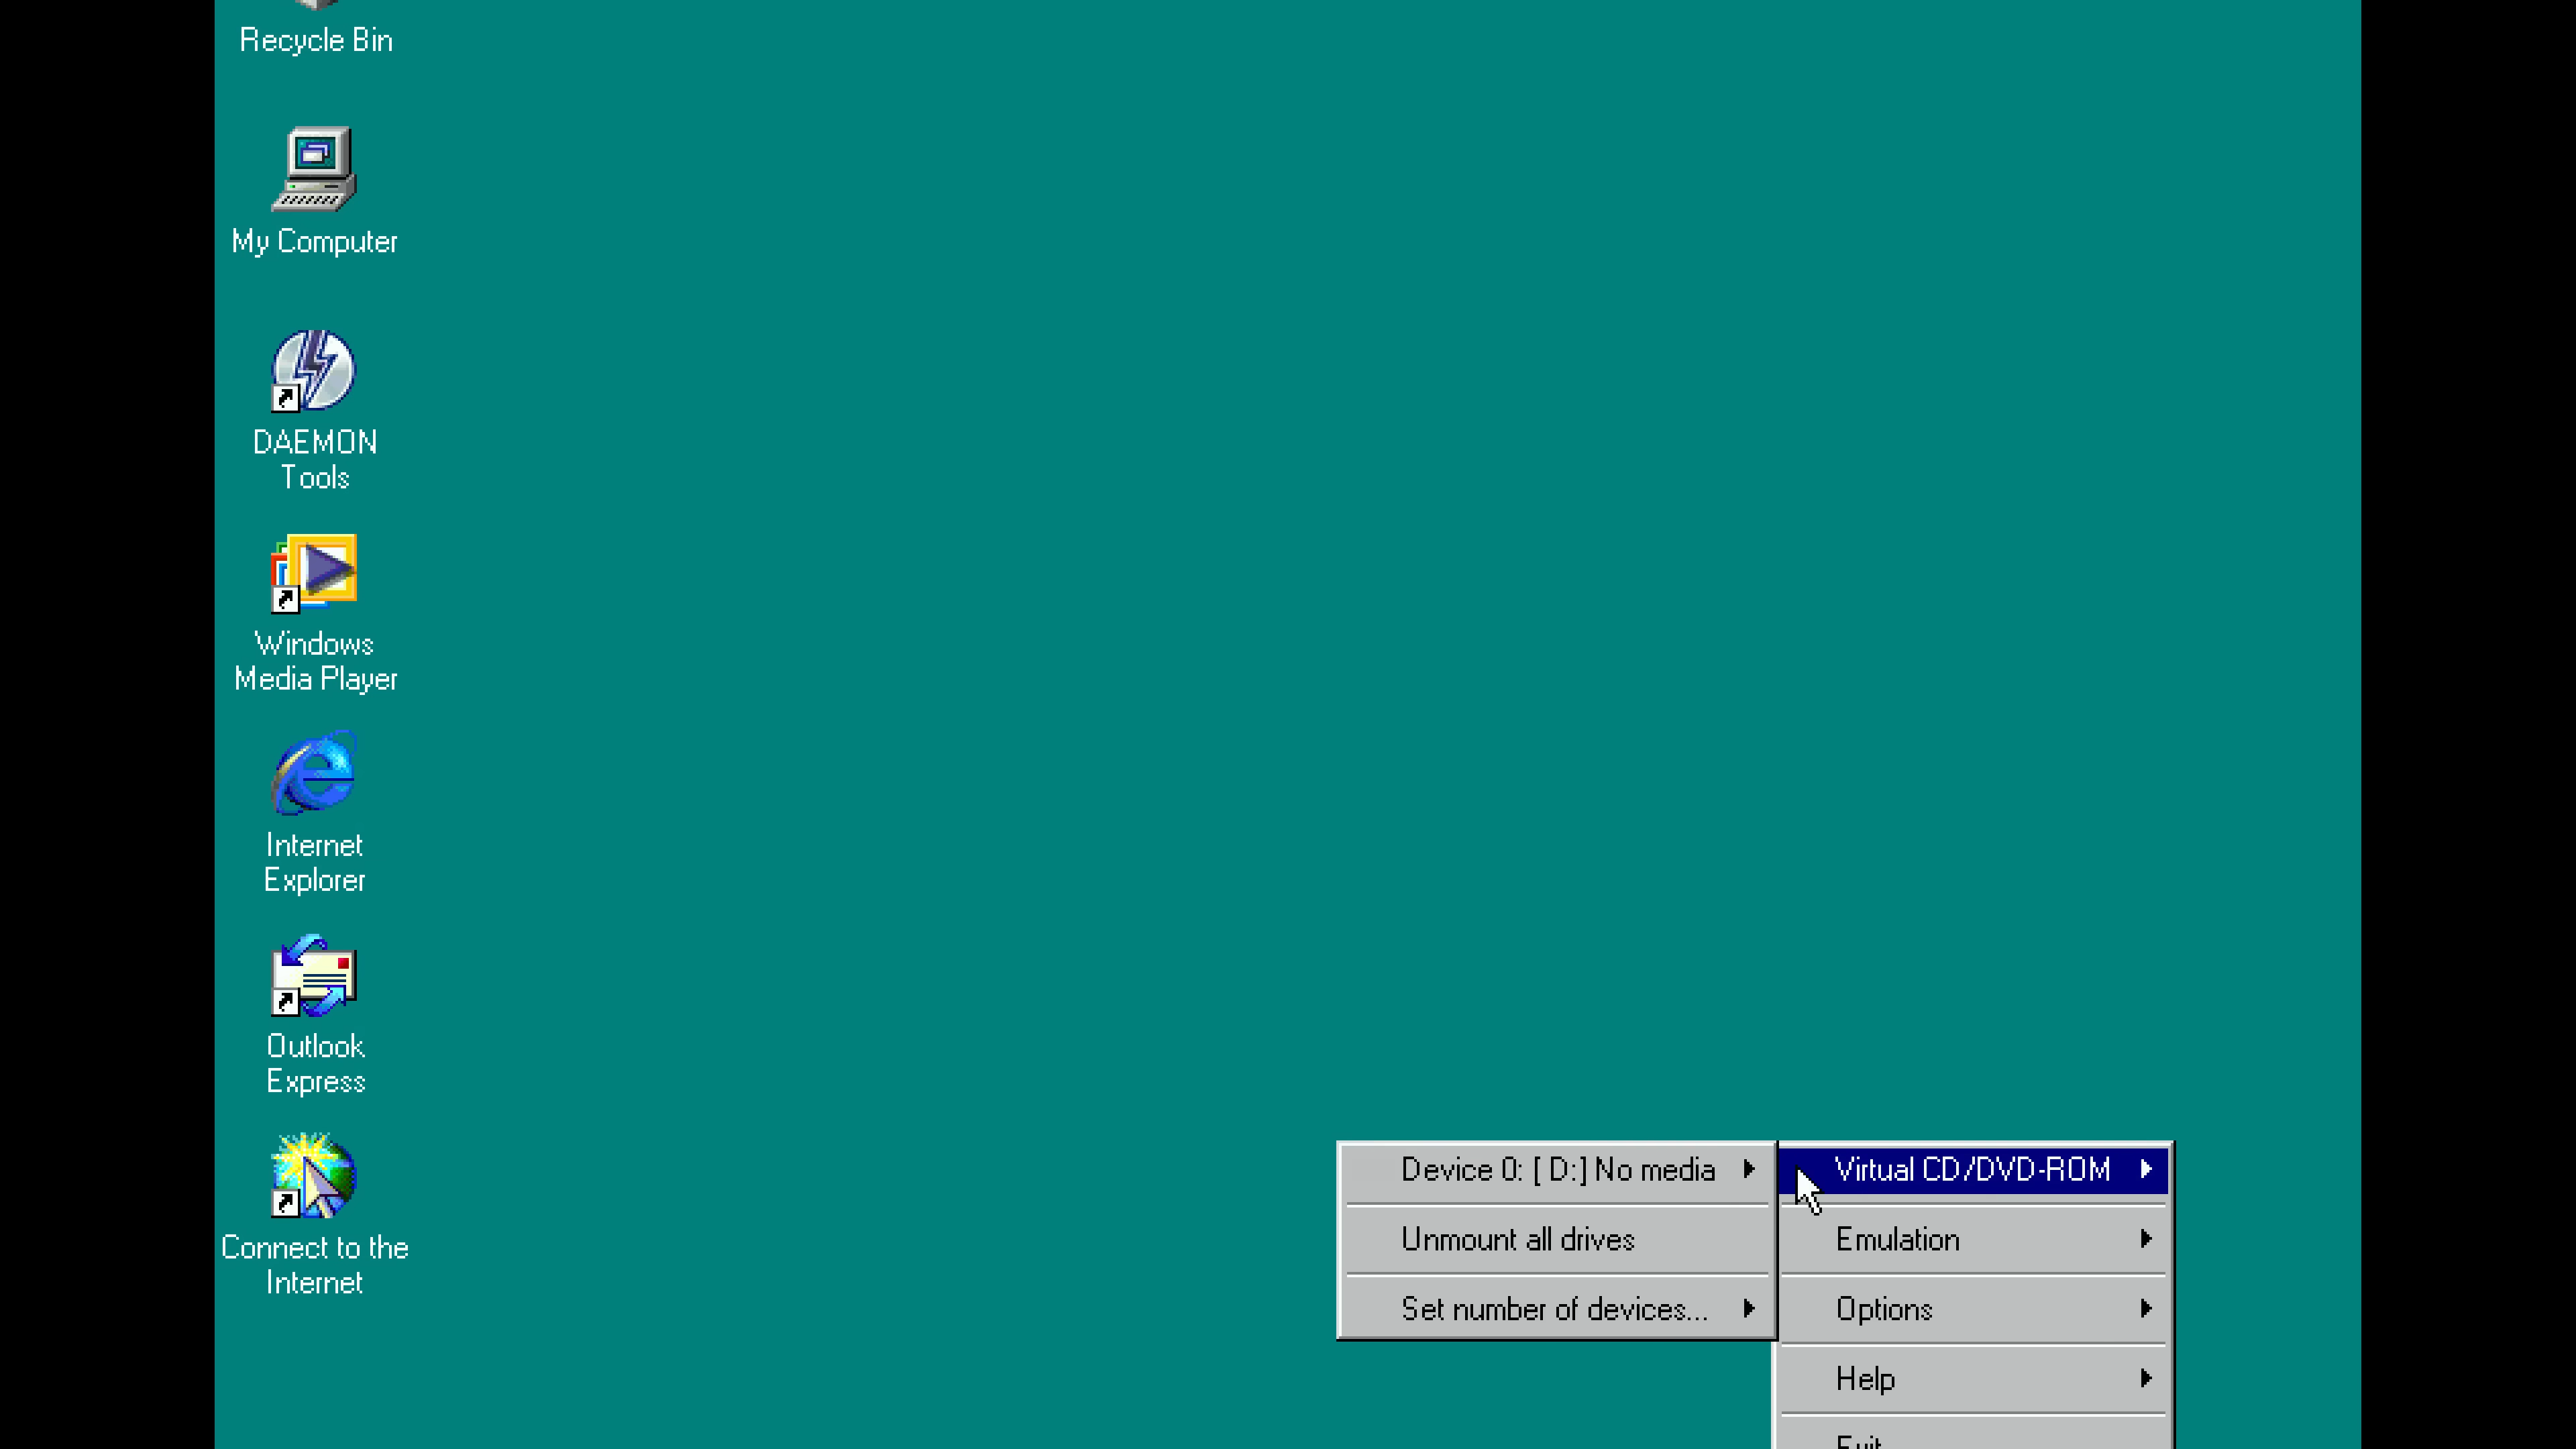 Recycle Bin
My Computer
DAEMON
Tools
Windows
Media Player
Internet
Explorer
Outlook
Express
Connect to the
Internet
Device 0: [ D:] No media
Unmount all drives
Set number of devices...
Virtual CD/DVD-ROM
Emulation
Options
Help
Exit